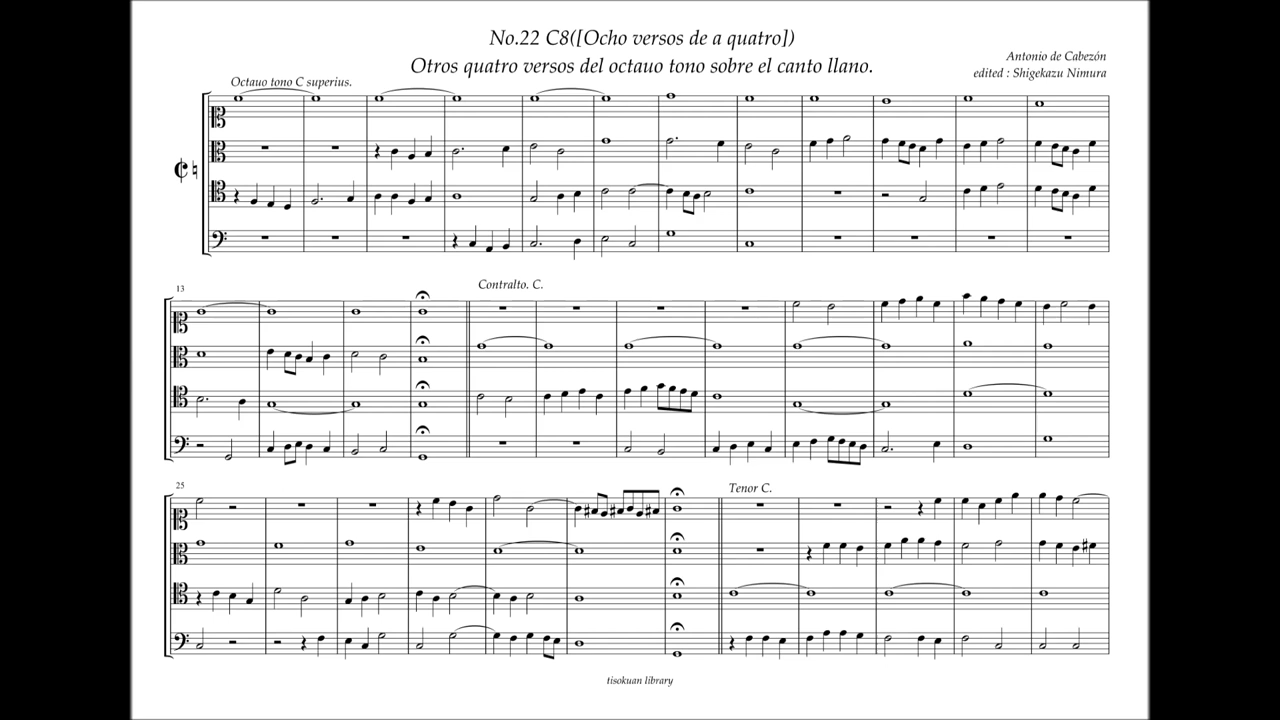 No.22 C8([Ocho versos de a quatro])
Otros quatro versos del octauo tono sobre el canto llano.
Antonio de Cabezón
edited : Shigekazu Nimura
Octauo tono C superius.
13
Contralto. C.
25
Tenor C.
tisokuan library